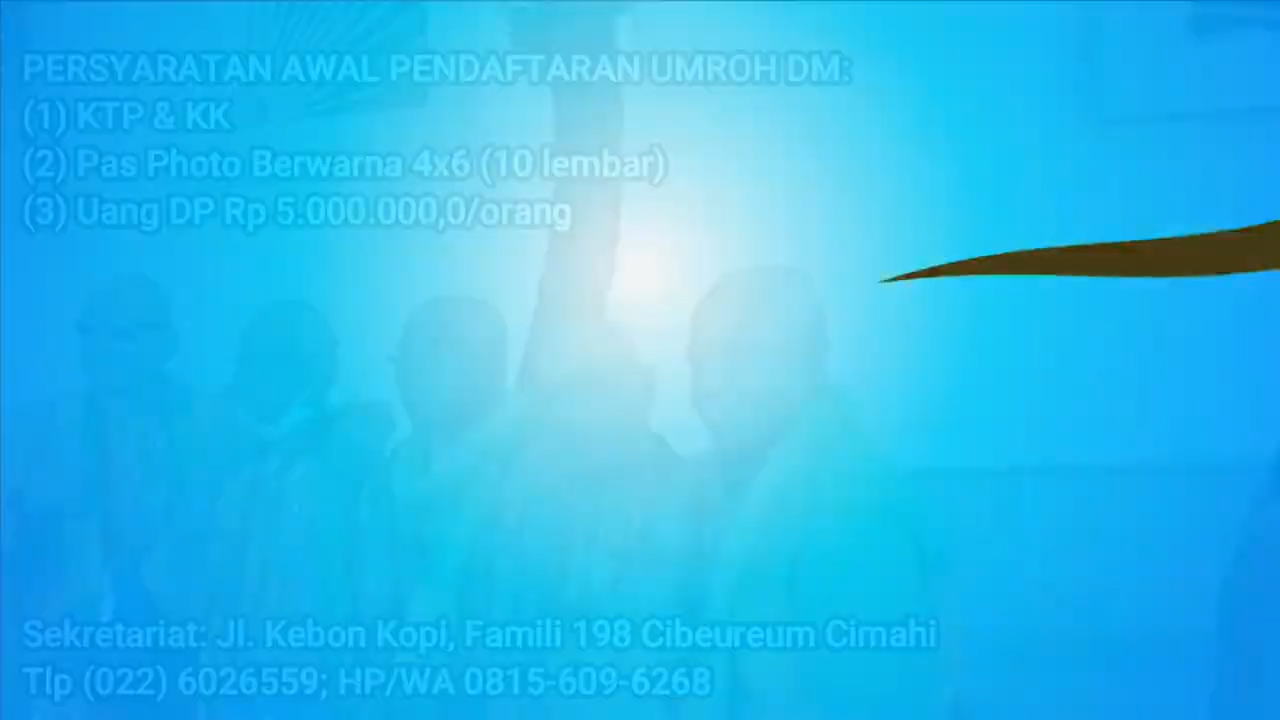 PERSYARATAN AWAL PENDAFTARAN UMROH DM:
(1) KTP & KK
(2) Pas Photo Berwarna 4x6 (10 lembar)
(3) Uang DP Rp 5.000.000,0/orang
Sekretariat: Jl. Kebon Kopi, Famili 198 Cibeureum Cimahi
Tlp (022) 6026559; HP/WA 0815-609-6268